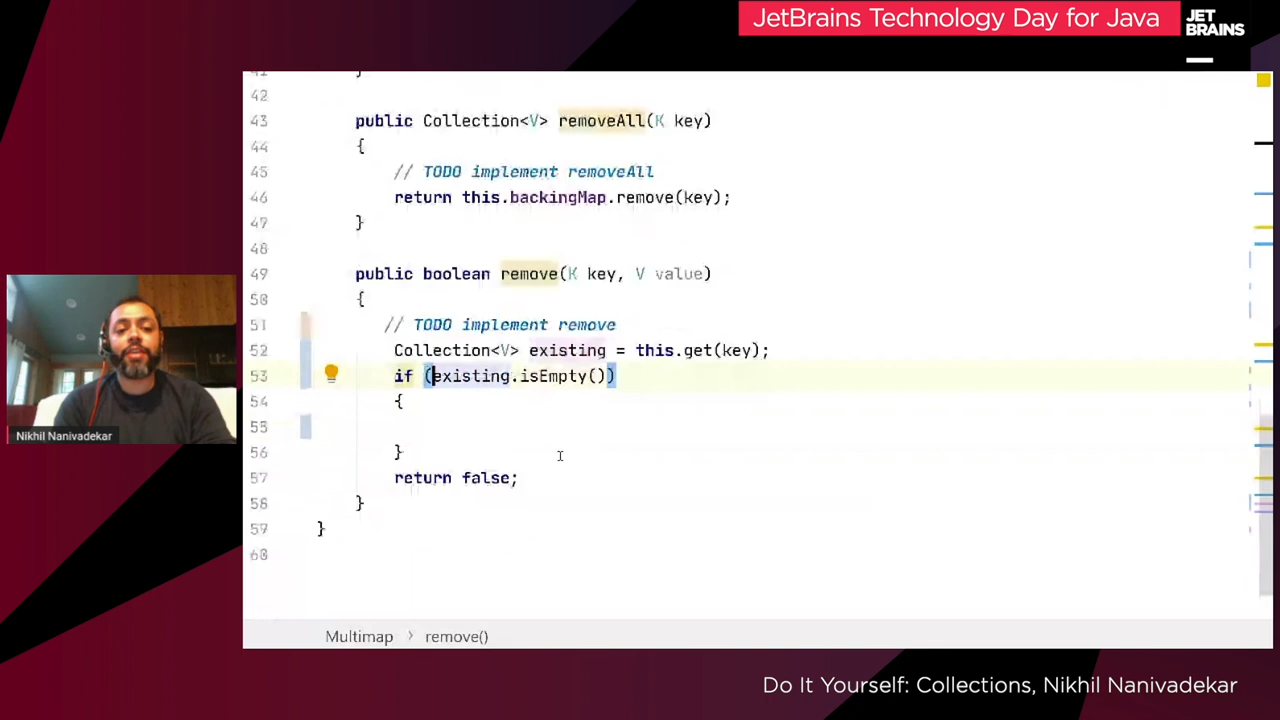 JetBrains Technology Day for Java
JET
BRAINS
41 }
42
43 public Collection<V> removeAll(K key)
44 {
45 // TODO implement removeAll
46 return this.backingMap.remove(key);
47 }
48
49 public boolean remove(K key, V value)
50 {
51 // TODO implement remove
52 Collection<V> existing = this.get(key);
53 if (existing.isEmpty())
54 {
55
56 }
57 return false;
58 }
59 }
60
Nikhil Nanivadekar
Multimap > remove()
Do It Yourself: Collections, Nikhil Nanivadekar